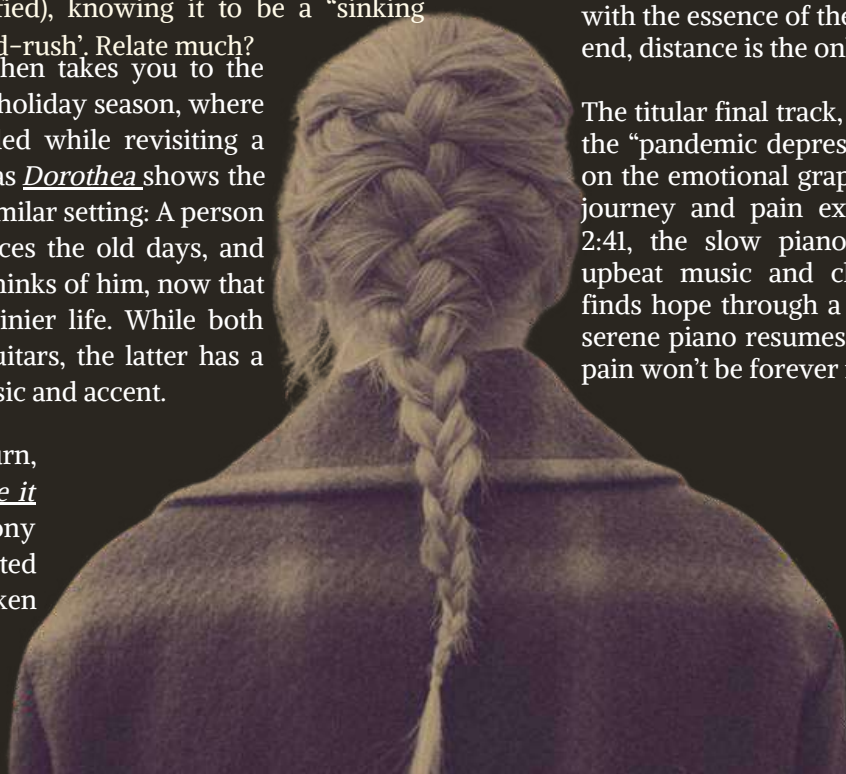 ried), knowing it to be a “sinking
d-rush’. Relate much?
hen takes you to the
holiday season, where
led while revisiting a
as Dorothea shows the
milar setting: A person
ces the old days, and
hinks of him, now that
inier life. While both
uitars, the latter has a
sic and accent.
urn,
e it
ony
ted
ken
with the essence of the
end, distance is the on
The titular final track,
the “pandemic depres
on the emotional grap
journey and pain ex
2:41, the slow piano
upbeat music and cl
finds hope through a
serene piano resumes
pain won’t be forever